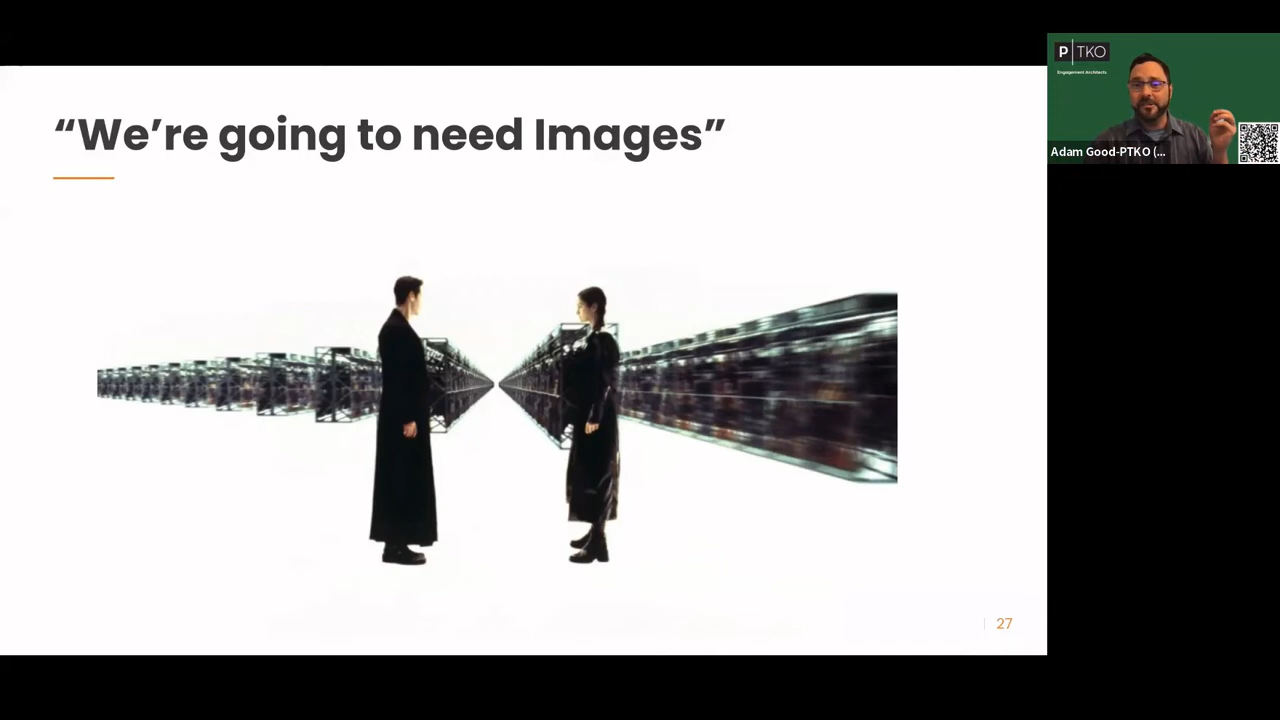 “We’re going to need Images”
27
P|TKO
Engagement Architects
Adam Good-PTKO (...